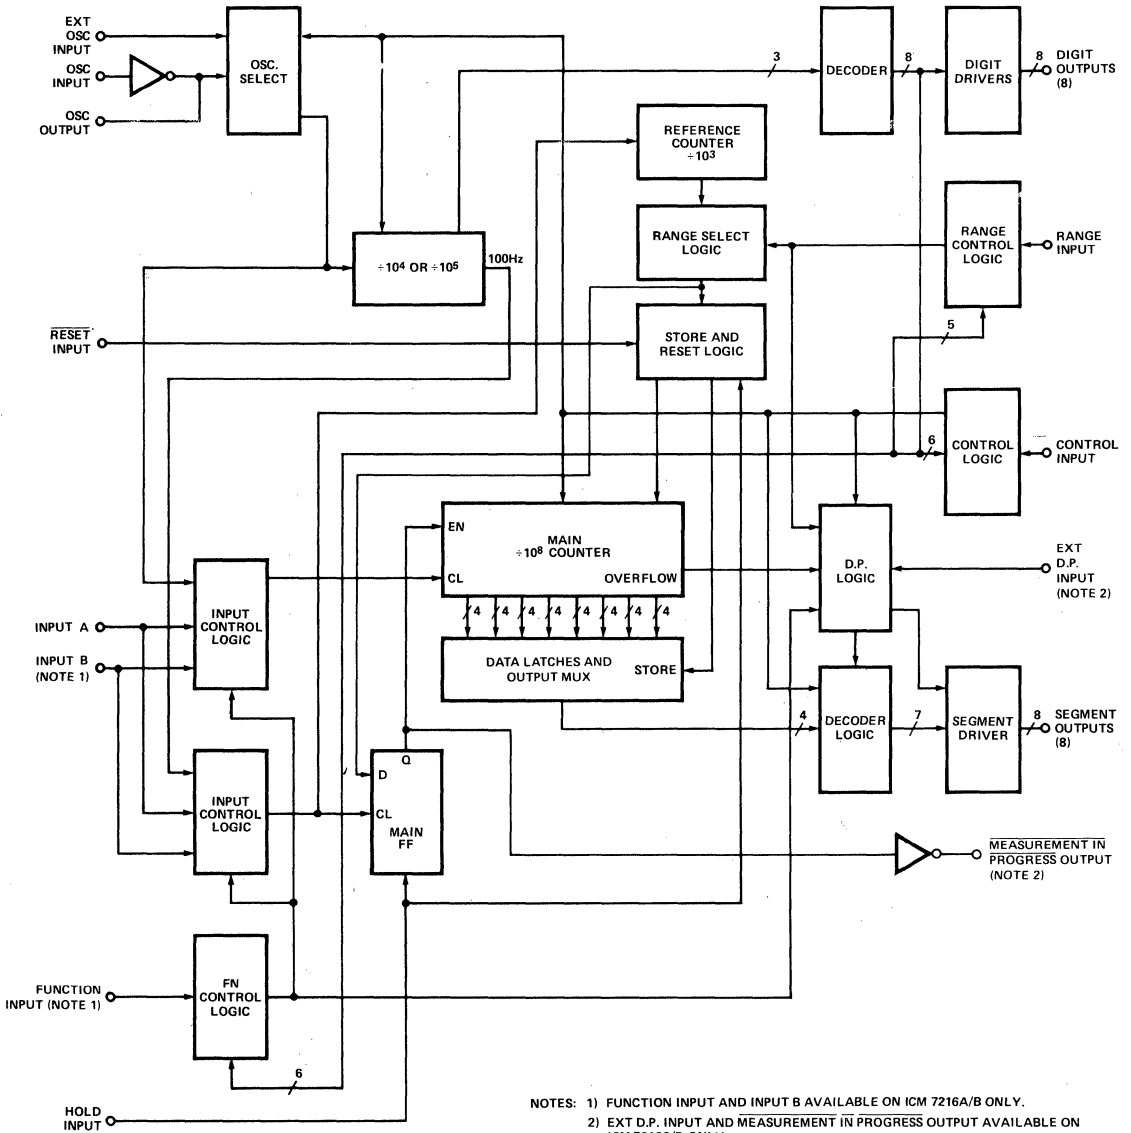 EXT
OSC
INPUT
OSC
INPUT
OSC
OUTPUT
OSC.
SELECT
3
DECODER
8
DIGIT
DRIVERS
8
DIGIT
OUTPUTS
(8)
REFERENCE
COUNTER
÷10³
RANGE SELECT
LOGIC
RANGE
CONTROL
LOGIC
RANGE
INPUT
÷10⁴ OR ÷10⁵
100Hz
RESET
INPUT
STORE AND
RESET LOGIC
5
6
CONTROL
LOGIC
CONTROL
INPUT
EN
MAIN
÷10⁸ COUNTER
CL
OVERFLOW
D.P.
LOGIC
EXT
D.P.
INPUT
(NOTE 2)
4 4 4 4 4 4 4 4
INPUT
CONTROL
LOGIC
INPUT A
INPUT B
(NOTE 1)
DATA LATCHES AND
OUTPUT MUX
STORE
4
DECODER
LOGIC
7
SEGMENT
DRIVER
8
SEGMENT
OUTPUTS
(8)
INPUT
CONTROL
LOGIC
Q
D
CL
MAIN
FF
MEASUREMENT IN
PROGRESS OUTPUT
(NOTE 2)
FUNCTION
INPUT (NOTE 1)
FN
CONTROL
LOGIC
6
HOLD
INPUT
NOTES: 1) FUNCTION INPUT AND INPUT B AVAILABLE ON ICM 7216A/B ONLY.
2) EXT D.P. INPUT AND MEASUREMENT IN PROGRESS OUTPUT AVAILABLE ON